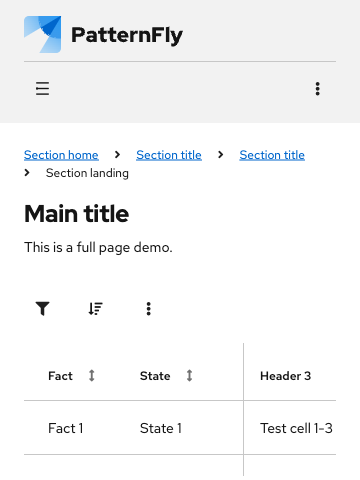 PatternFly
Section home Section title Section title
Section landing
Main title
This is a full page demo.
Fact State Header 3
Fact 1 State 1 Test cell 1-3